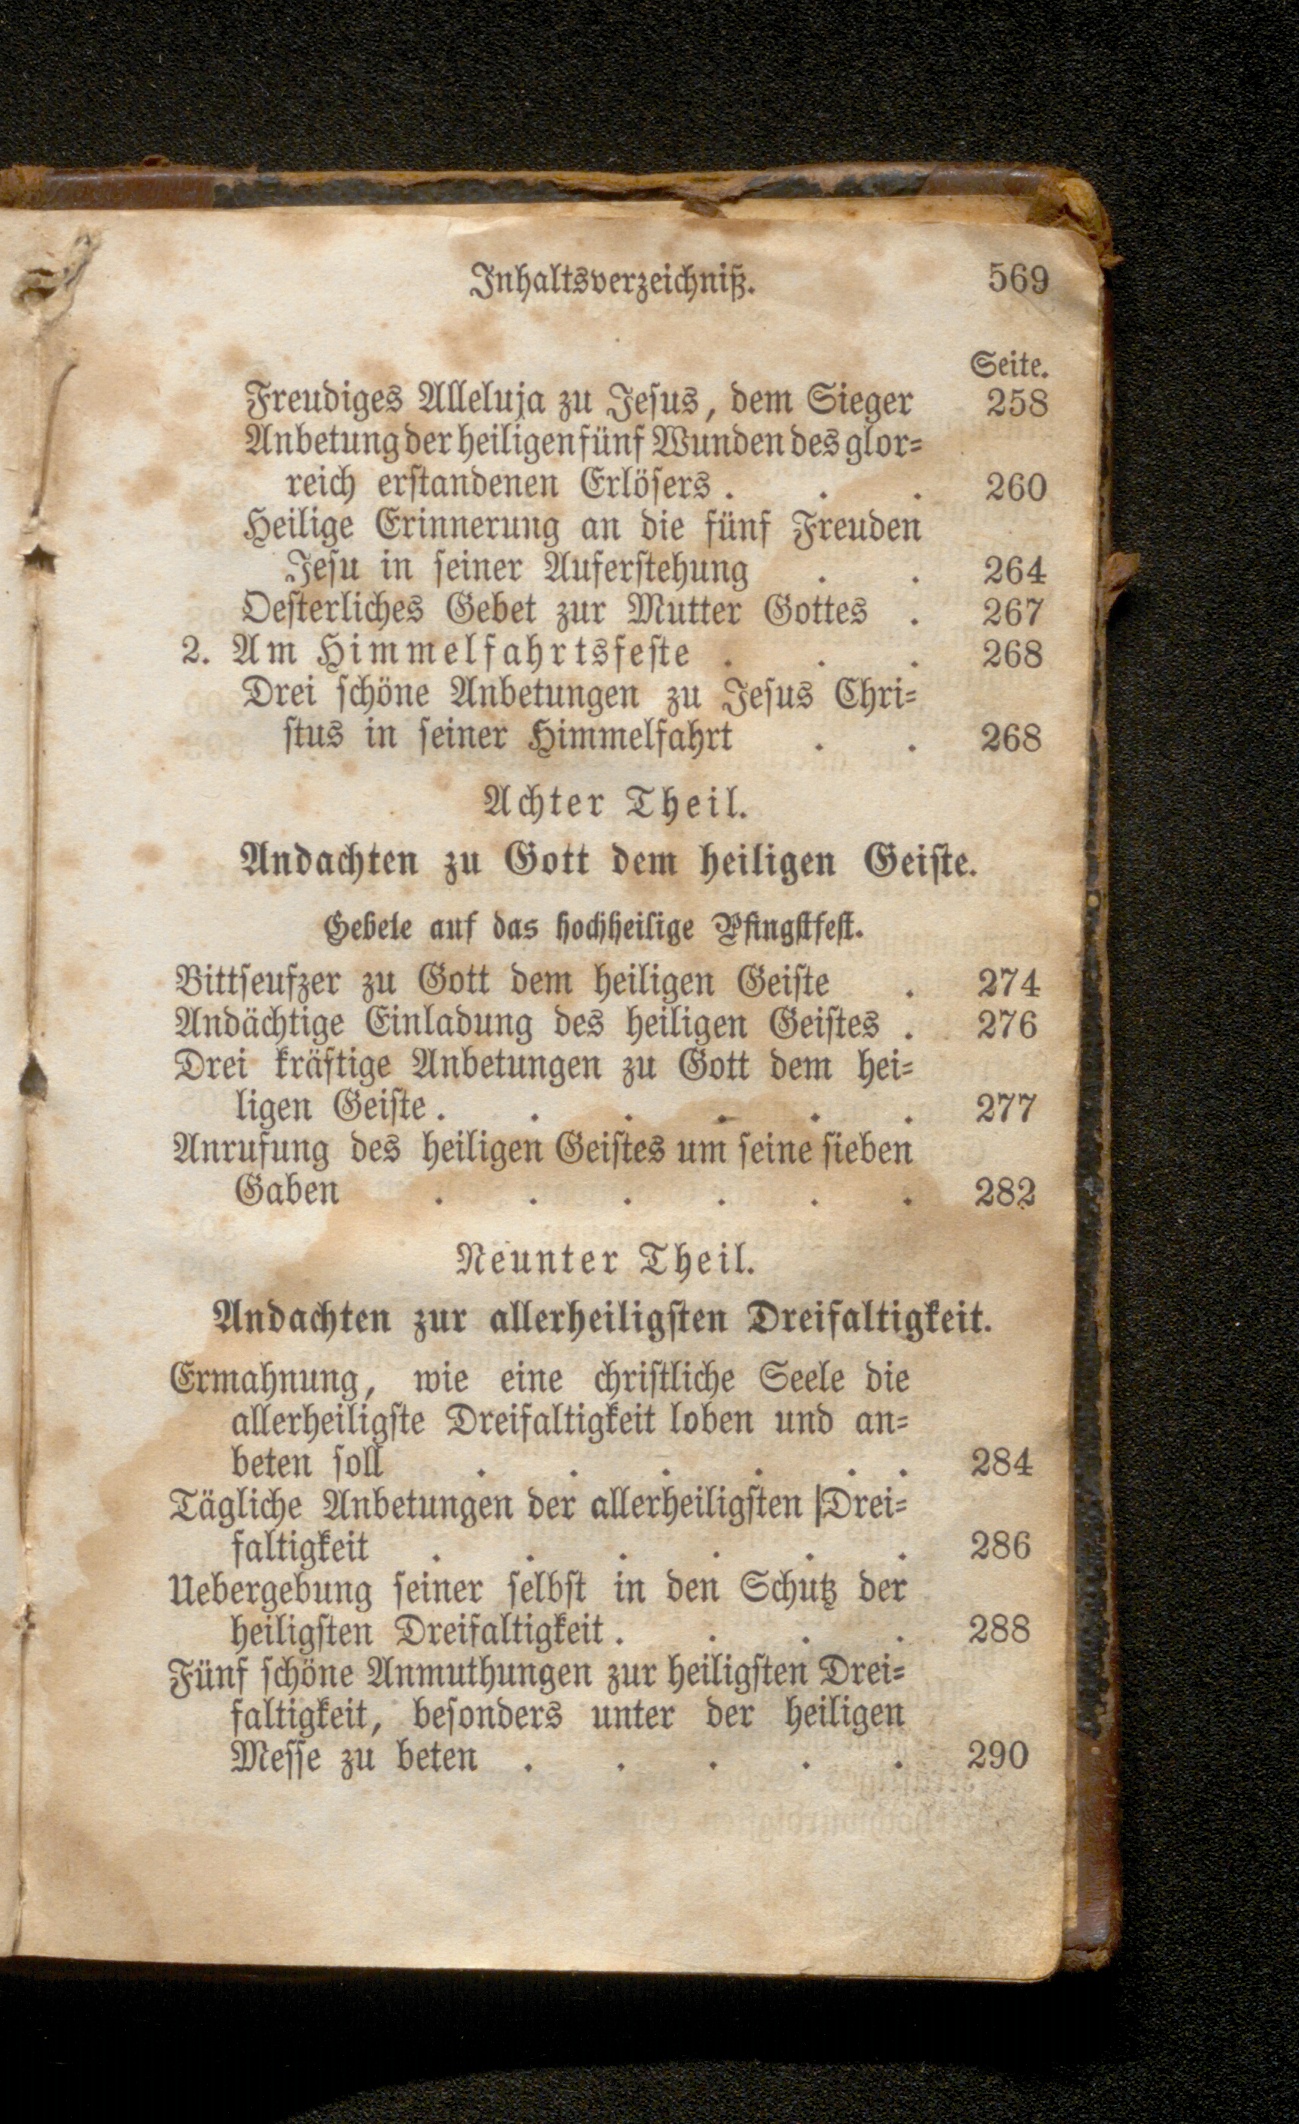 Inhaltsverzeichniß. 569
Seite.
Freudiges Alleluja zu Jesus, dem Sieger 258
Anbetung der heiligen fünf Wunden des glor-
reich erstandenen Erlösers . . . 260
Heilige Erinnerung an die fünf Freuden
Jesu in seiner Auferstehung . . 264
Oesterliches Gebet zur Mutter Gottes . 267
2. Am Himmelfahrtsfeste . . . 268
Drei schöne Anbetungen zu Jesus Chri-
stus in seiner Himmelfahrt . . 268
Achter Theil.
Andachten zu Gott dem heiligen Geiste.
Gebete auf das hochheilige Pfingstfest.
Bittseufzer zu Gott dem heiligen Geiste . 274
Andächtige Einladung des heiligen Geistes . 276
Drei kräftige Anbetungen zu Gott dem hei-
ligen Geiste . . . . . . 277
Anrufung des heiligen Geistes um seine sieben
Gaben . . . . . . 282
Neunter Theil.
Andachten zur allerheiligsten Dreifaltigkeit.
Ermahnung, wie eine christliche Seele die
allerheiligste Dreifaltigkeit loben und an-
beten soll . . . . . . 284
Tägliche Anbetungen der allerheiligsten |Drei-
faltigkeit . . . . . . 286
Uebergebung seiner selbst in den Schutz der
heiligsten Dreifaltigkeit . . . . 288
Fünf schöne Anmuthungen zur heiligsten Drei-
faltigkeit, besonders unter der heiligen
Messe zu beten . . . . . 290